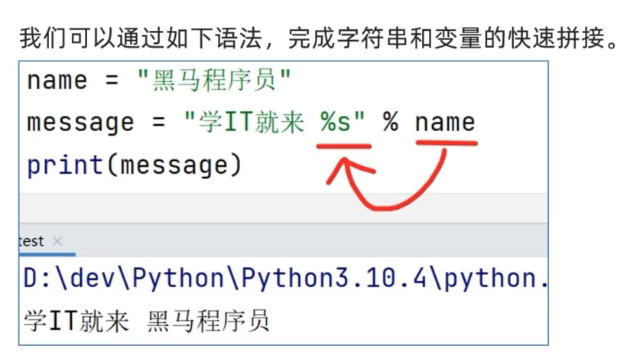 我们可以通过如下语法，完成字符串和变量的快速拼接。
name = "黑马程序员"
message = "学IT就来 %s" % name
print(message)
test ×
D:\dev\Python\Python3.10.4\python.
学IT就来 黑马程序员